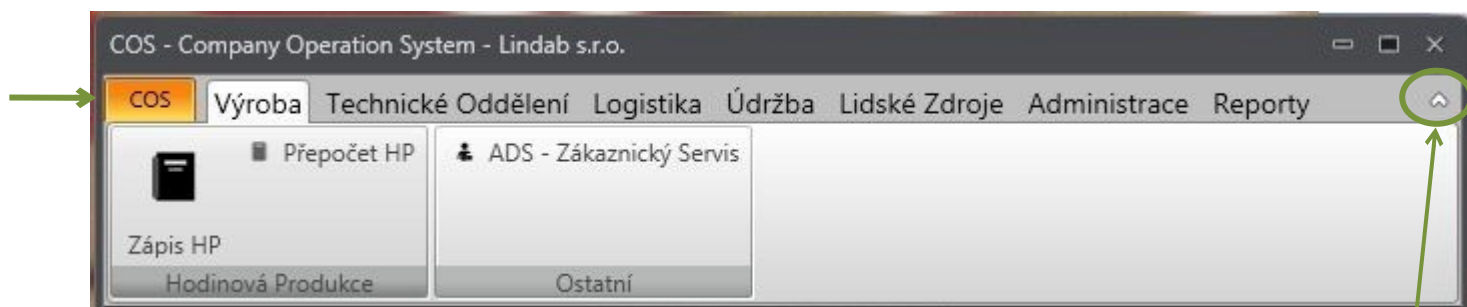 COS - Company Operation System - Lindab s.r.o.
COS Výroba Technické Oddělení Logistika Údržba Lidské Zdroje Administrace Reporty
Přepočet HP
Zápis HP
Hodinová Produkce
ADS - Zákaznický Servis
Ostatní